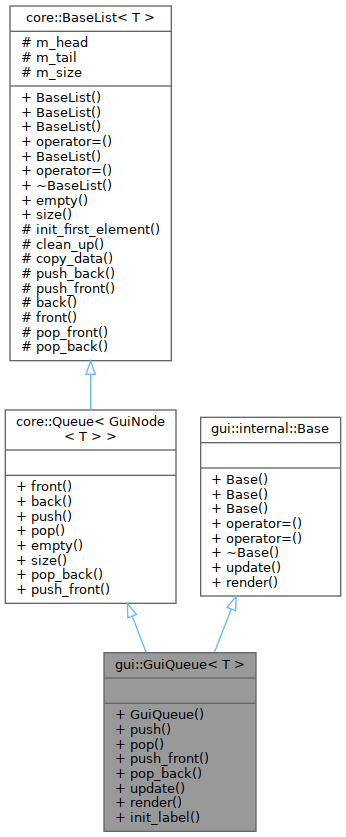 core::BaseList< T >
# m_head
# m_tail
# m_size
+ BaseList()
+ BaseList()
+ BaseList()
+ operator=()
+ BaseList()
+ operator=()
+ ~BaseList()
+ empty()
+ size()
# init_first_element()
# clean_up()
# copy_data()
# push_back()
# push_front()
# back()
# front()
# pop_front()
# pop_back()
core::Queue< GuiNode
< T > >
+ front()
+ back()
+ push()
+ pop()
+ empty()
+ size()
+ pop_back()
+ push_front()
gui::internal::Base
+ Base()
+ Base()
+ Base()
+ operator=()
+ operator=()
+ ~Base()
+ update()
+ render()
gui::GuiQueue< T >
+ GuiQueue()
+ push()
+ pop()
+ push_front()
+ pop_back()
+ update()
+ render()
+ init_label()